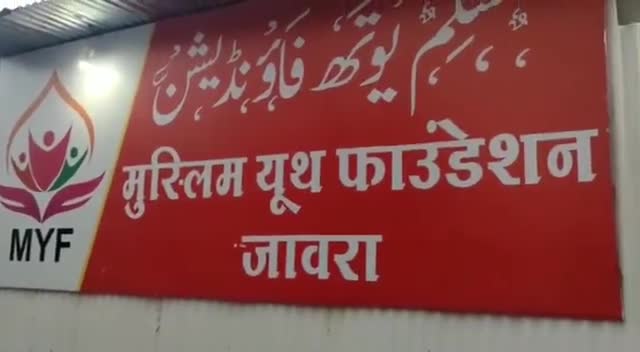 مسلم یوتھ فاؤنڈیشن
मुस्लिम यूथ फाउंडेशन
जावरा
MYF